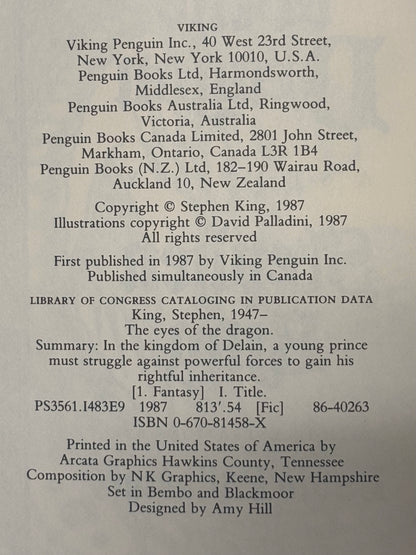 VIKING
Viking Penguin Inc., 40 West 23rd Street,
New York, New York 10010, U.S.A.
Penguin Books Ltd, Harmondsworth,
Middlesex, England
Penguin Books Australia Ltd, Ringwood,
Victoria, Australia
Penguin Books Canada Limited, 2801 John Street,
Markham, Ontario, Canada L3R 1B4
Penguin Books (N.Z.) Ltd, 182–190 Wairau Road,
Auckland 10, New Zealand
Copyright © Stephen King, 1987
Illustrations copyright © David Palladini, 1987
All rights reserved
First published in 1987 by Viking Penguin Inc.
Published simultaneously in Canada
LIBRARY OF CONGRESS CATALOGING IN PUBLICATION DATA
King, Stephen, 1947–
The eyes of the dragon.
Summary: In the kingdom of Delain, a young prince
must struggle against powerful forces to gain his
rightful inheritance.
[1. Fantasy] I. Title.
PS3561.I483E9 1987 813'.54 [Fic] 86-40263
ISBN 0-670-81458-X
Printed in the United States of America by
Arcata Graphics Hawkins County, Tennessee
Composition by NK Graphics, Keene, New Hampshire
Set in Bembo and Blackmoor
Designed by Amy Hill